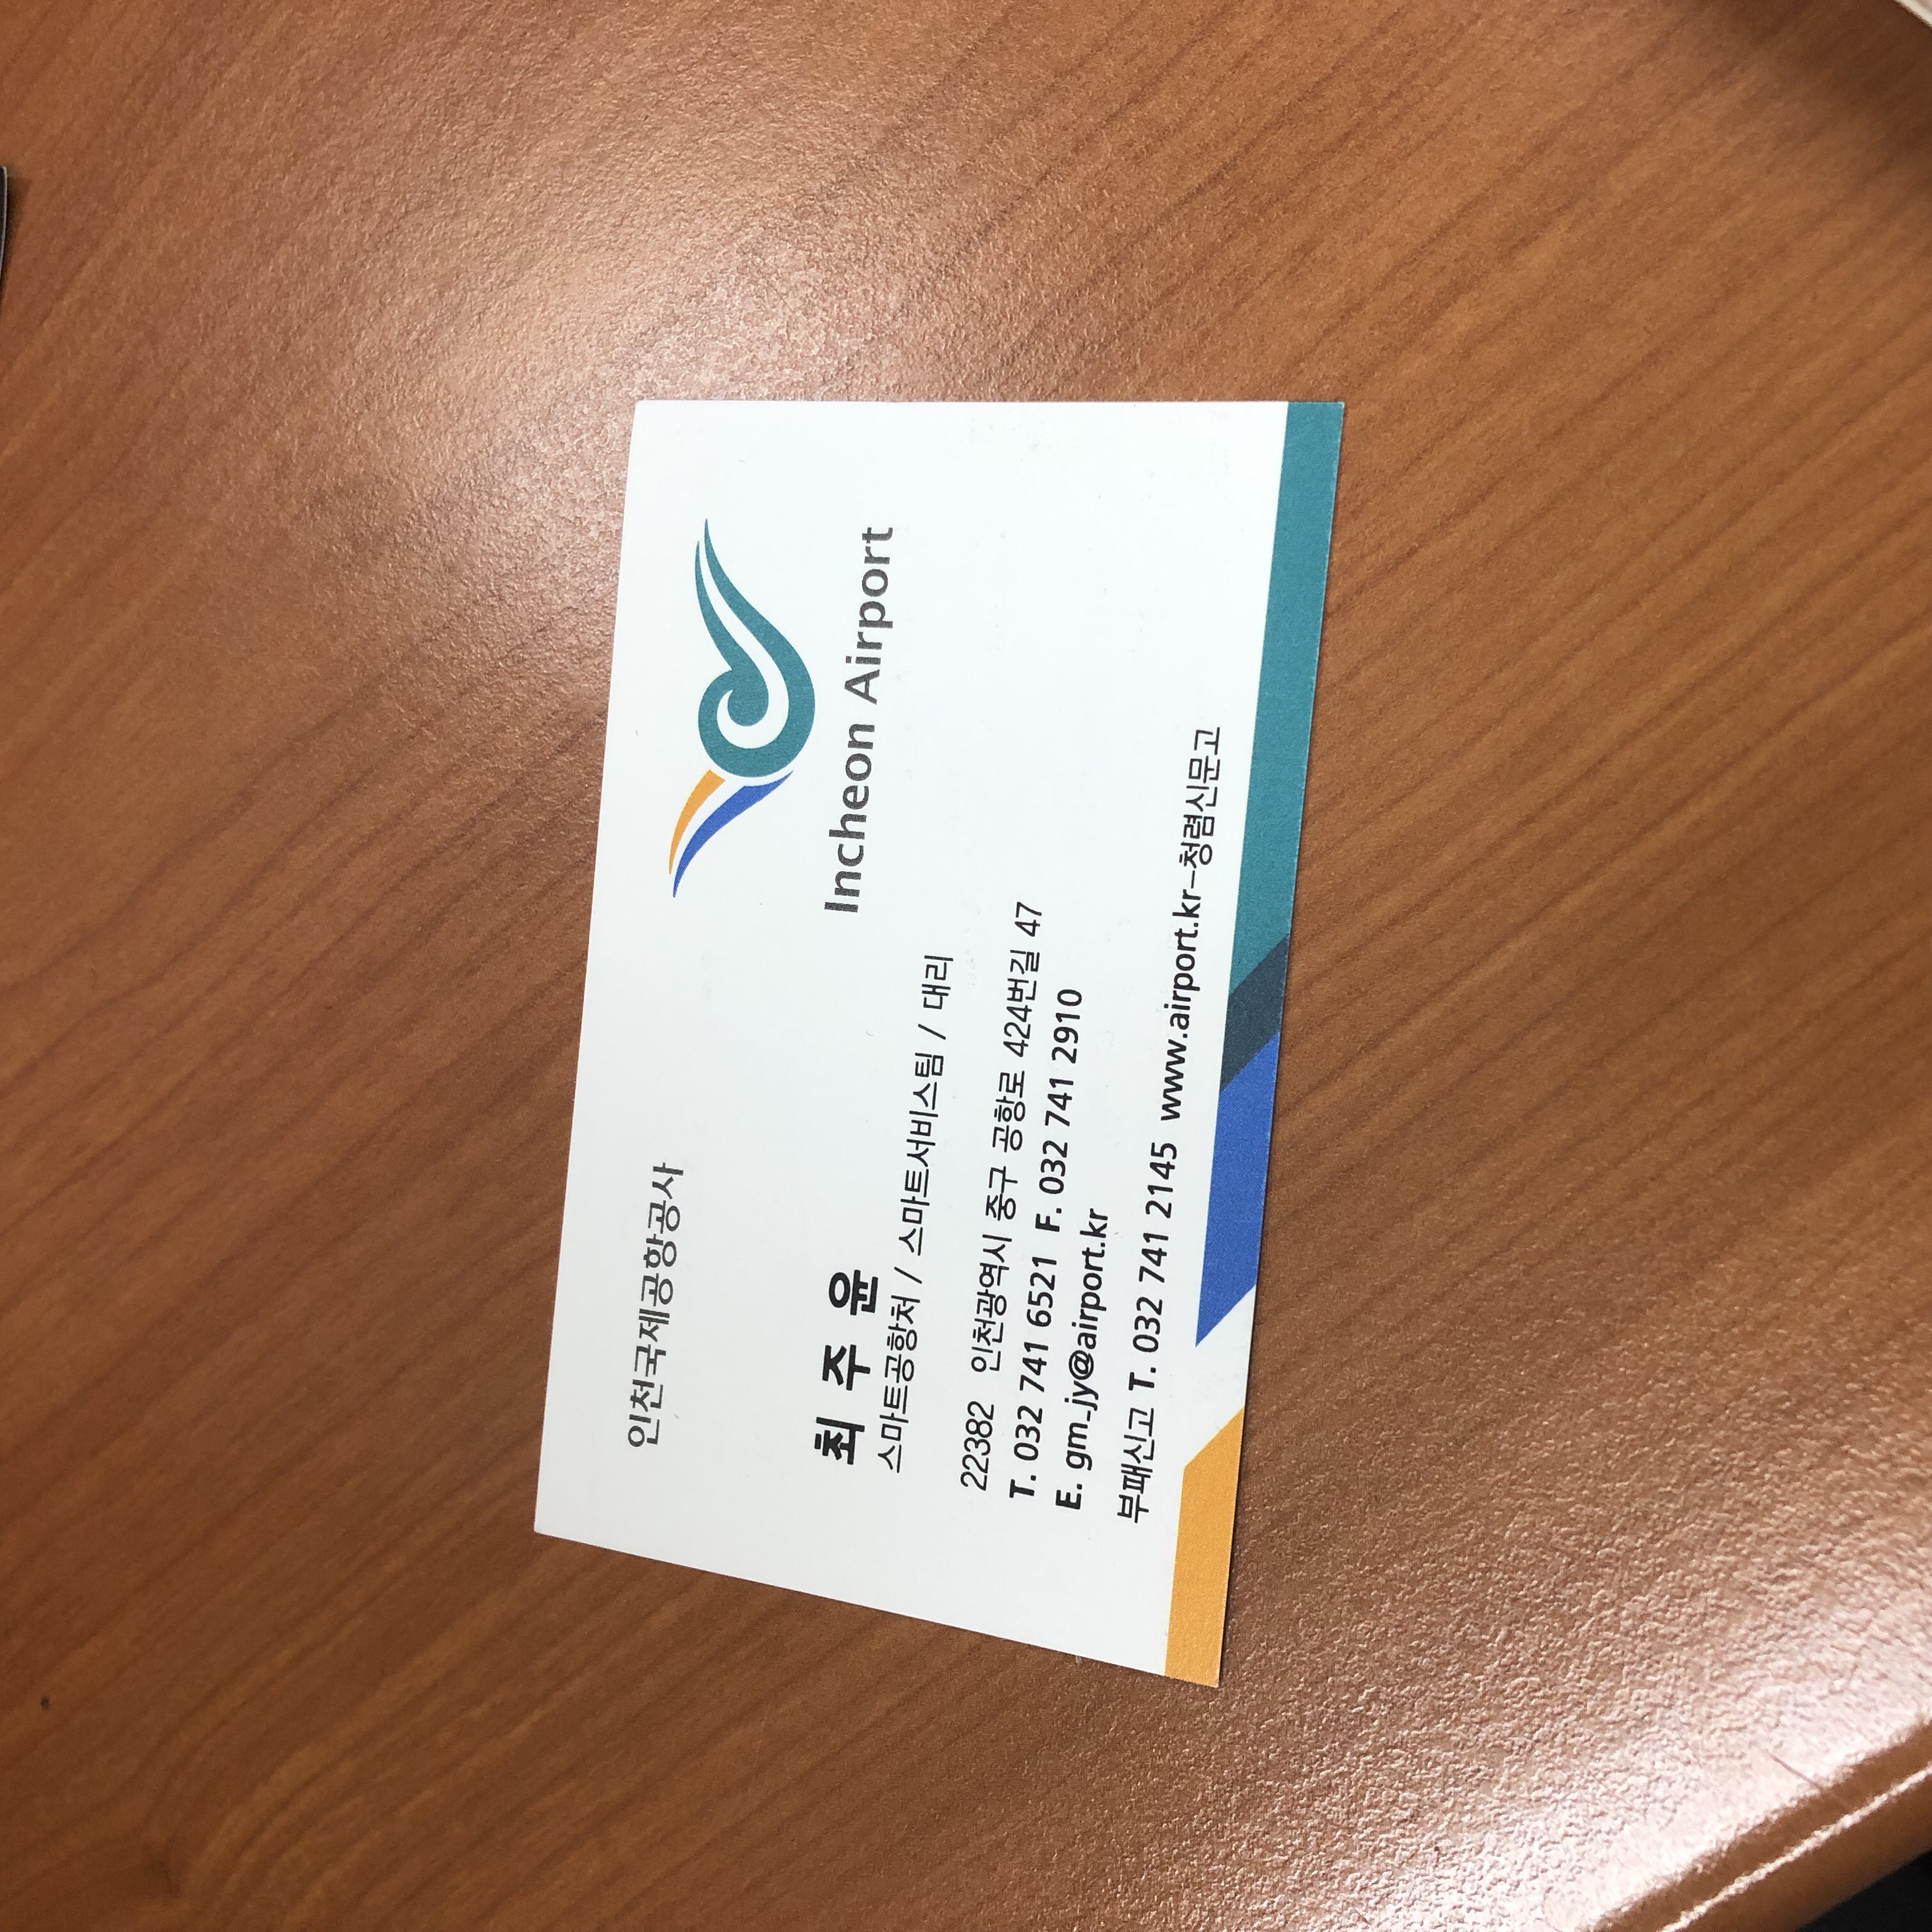 인천국제공항공사
Incheon Airport
최 주 윤
스마트공항처 / 스마트서비스팀 / 대리
22382 인천광역시 중구 공항로 424번길 47
T. 032 741 6521 F. 032 741 2910
E. gm_jy@airport.kr
부패신고 T. 032 741 2145 www.airport.kr-청렴신문고